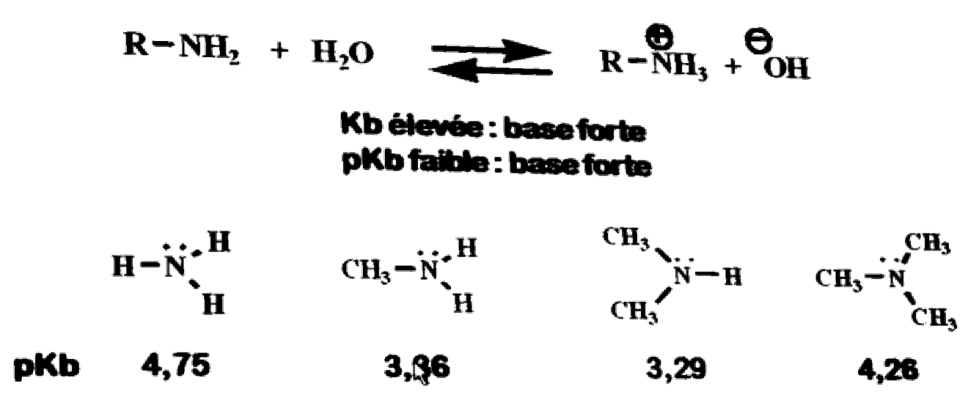 R–NH₂ + H₂O ⇌ R–NH₃ + OH
Kb élevée : base forte
pKb faible : base forte
H–N H H
CH₃–N H H
CH₃ CH₃ N–H
CH₃–N CH₃ CH₃
pKb 4,75 3,36 3,29 4,26